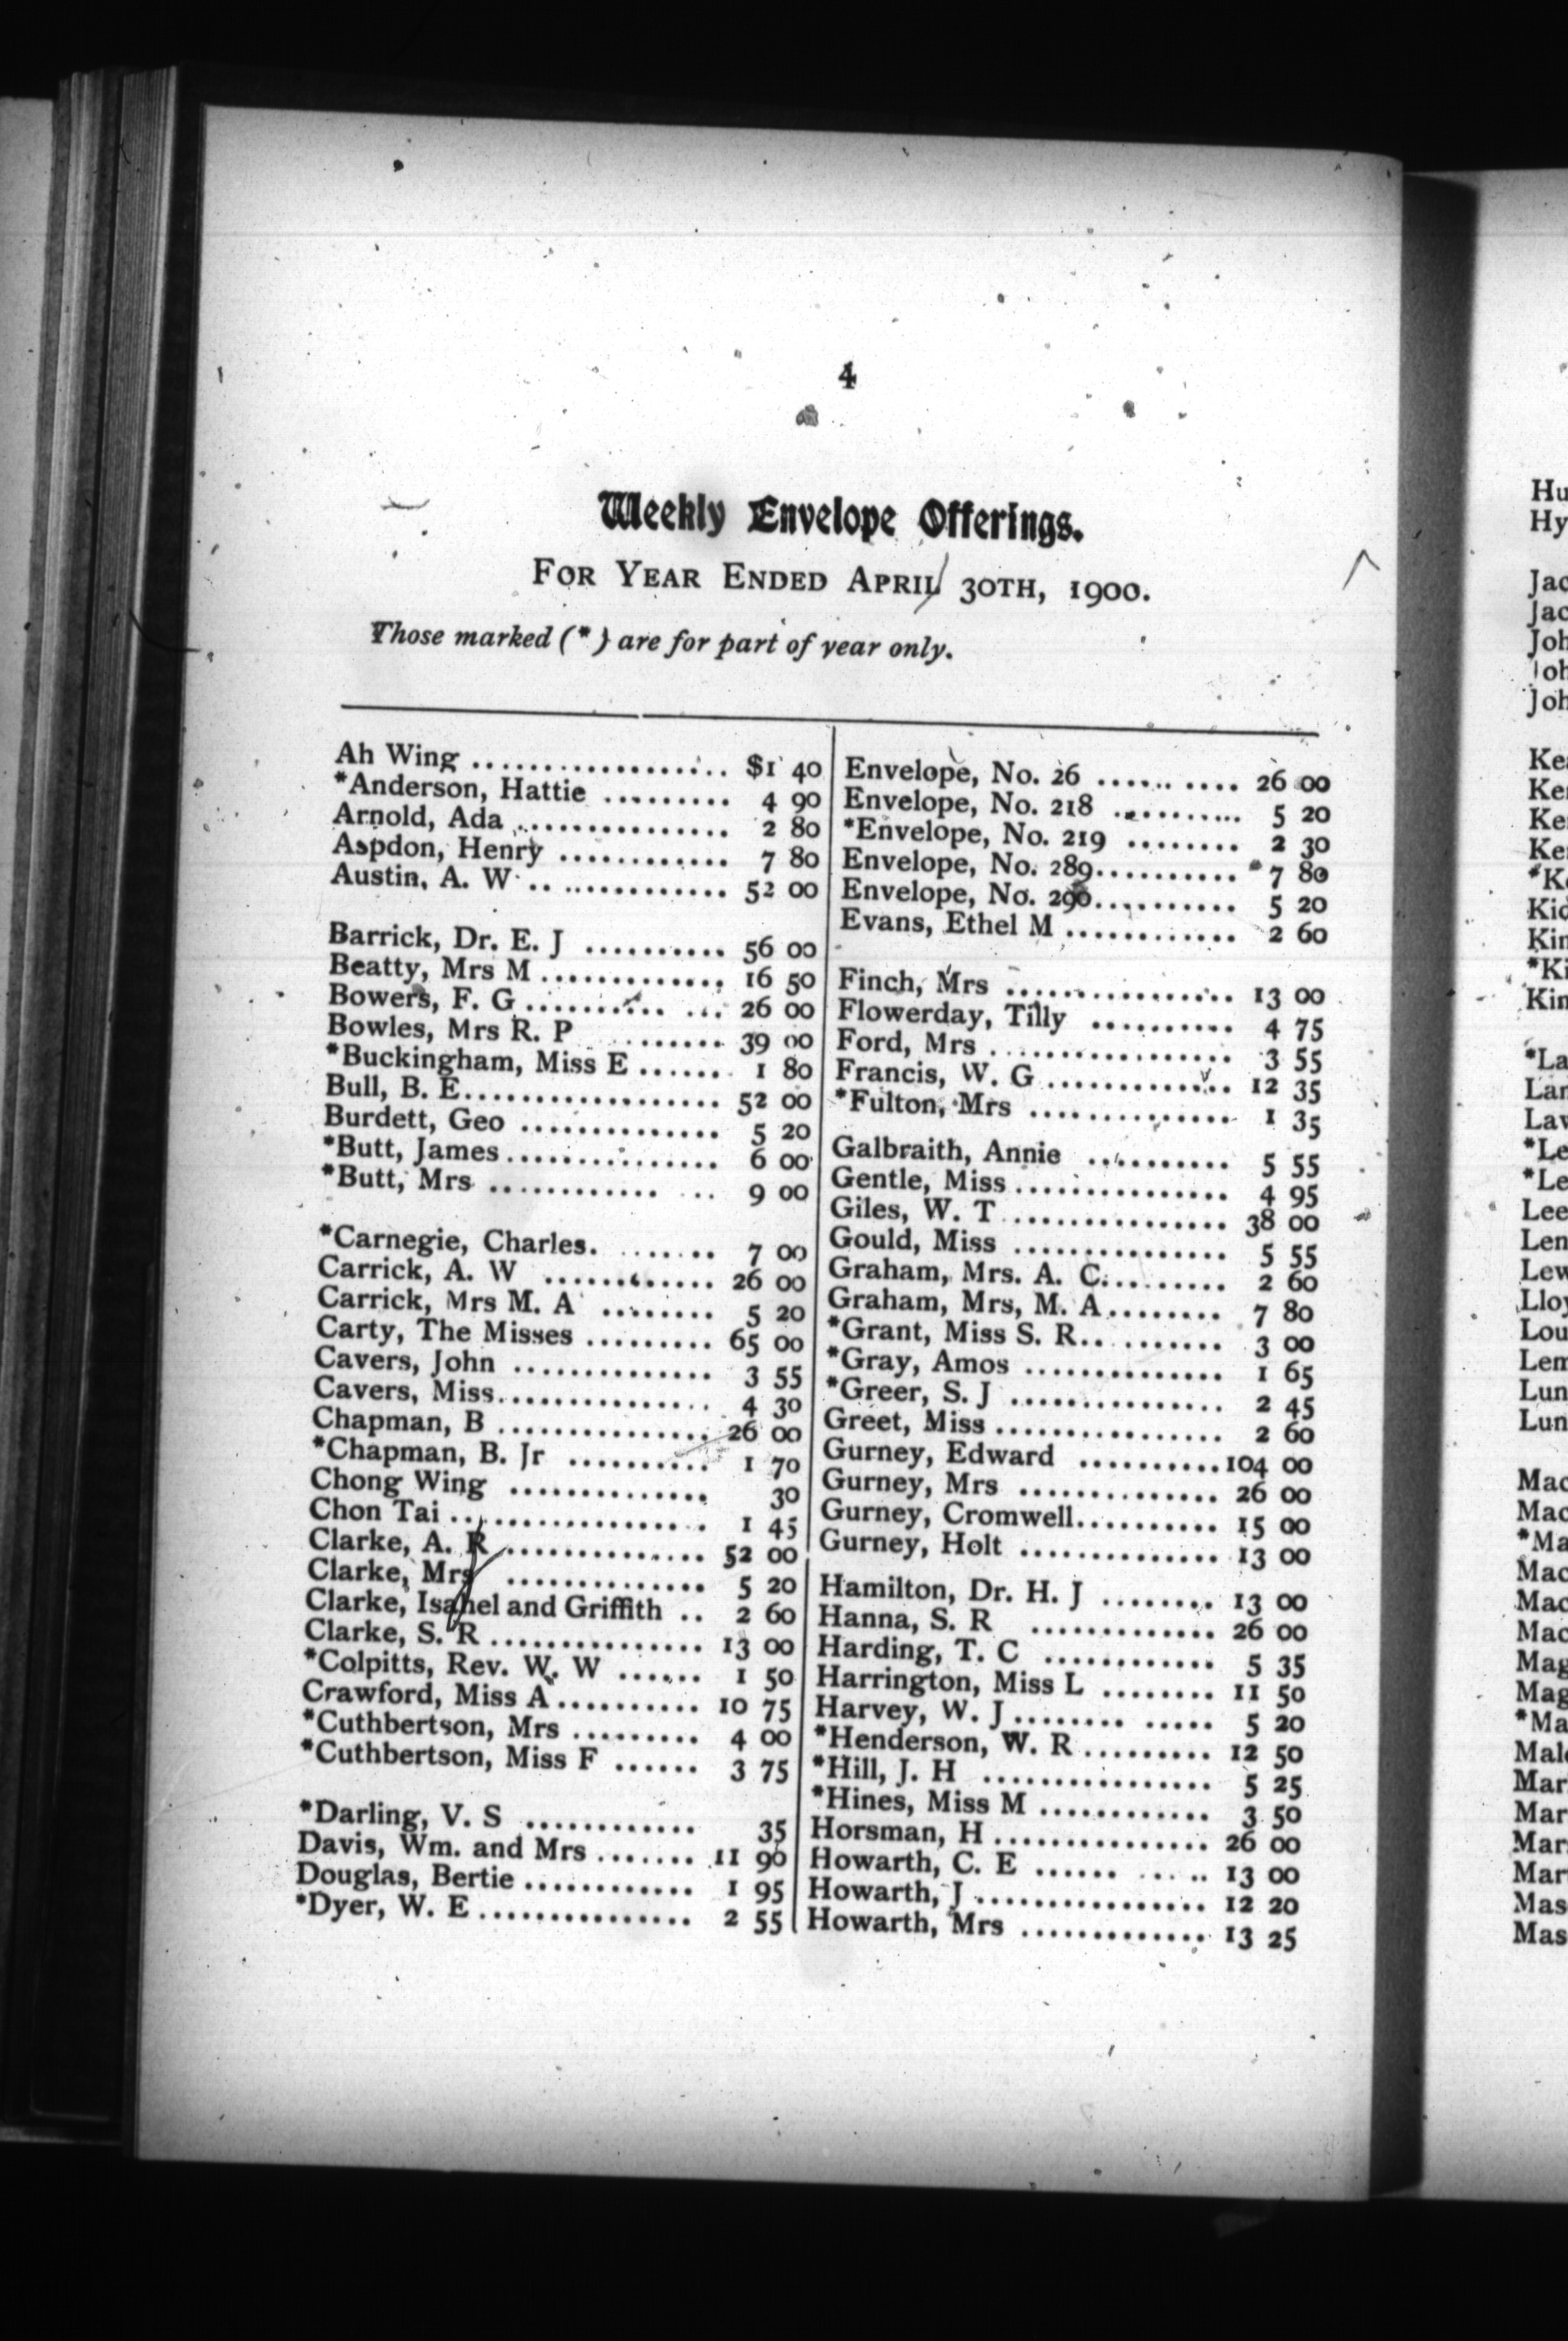 4
Weekly Envelope Offerings.
FOR YEAR ENDED APRIL 30TH, 1900.
Those marked (*) are for part of year only.
Ah Wing .................. $1 40
*Anderson, Hattie ......... 4 90
Arnold, Ada ............... 2 80
Aspdon, Henry ............ 7 80
Austin, A. W .............. 52 00
Barrick, Dr. E. J .......... 56 00
Beatty, Mrs M ............. 16 50
Bowers, F. G .......... ... 26 00
Bowles, Mrs R. P ........ 39 00
*Buckingham, Miss E ...... 1 80
Bull, B. E................... 52 00
Burdett, Geo .............. 5 20
*Butt, James............... 6 00
*Butt, Mrs ............ ... 9 00
*Carnegie, Charles. ....... 7 00
Carrick, A. W ............ 26 00
Carrick, Mrs M. A ........ 5 20
Carty, The Misses ......... 65 00
Cavers, John .............. 3 55
Cavers, Miss............... 4 30
Chapman, B ............... 26 00
*Chapman, B. Jr .......... 1 70
Chong Wing .............. 30
Chon Tai .................. 1 45
Clarke, A. R .............. 52 00
Clarke, Mrs .............. 5 20
Clarke, Isahel and Griffith .. 2 60
Clarke, S. R ............... 13 00
*Colpitts, Rev. W. W ...... 1 50
Crawford, Miss A .......... 10 75
*Cuthbertson, Mrs ......... 4 00
*Cuthbertson, Miss F ...... 3 75
*Darling, V. S ............ 35
Davis, Wm. and Mrs ....... 11 90
Douglas, Bertie ............ 1 95
*Dyer, W. E ............... 2 55
Envelope, No. 26 .......... 26 00
Envelope, No. 218 .......... 5 20
*Envelope, No. 219 ........ 2 30
Envelope, No. 289.......... 7 80
Envelope, No. 290.......... 5 20
Evans, Ethel M ............ 2 60
Finch, Mrs ................ 13 00
Flowerday, Tilly .......... 4 75
Ford, Mrs ................. 3 55
Francis, W. G ............. 12 35
*Fulton, Mrs .............. 1 35
Galbraith, Annie .......... 5 55
Gentle, Miss ............... 4 95
Giles, W. T ................ 38 00
Gould, Miss ............... 5 55
Graham, Mrs. A. C......... 2 60
Graham, Mrs, M. A........ 7 80
*Grant, Miss S. R.. ....... 3 00
*Gray, Amos .............. 1 65
*Greer, S. J ............... 2 45
Greet, Miss ................ 2 60
Gurney, Edward .......... 104 00
Gurney, Mrs .............. 26 00
Gurney, Cromwell.......... 15 00
Gurney, Holt .............. 13 00
Hamilton, Dr. H. J ........ 13 00
Hanna, S. R ............. 26 00
Harding, T. C ............ 5 35
Harrington, Miss L ........ 11 50
Harvey, W. J ........ ..... 5 20
*Henderson, W. R ......... 12 50
*Hill, J. H ................ 5 25
*Hines, Miss M ............ 3 50
Horsman, H ............... 26 00
Howarth, C. E ...... ..... 13 00
Howarth, J ................. 12 20
Howarth, Mrs ............. 13 25